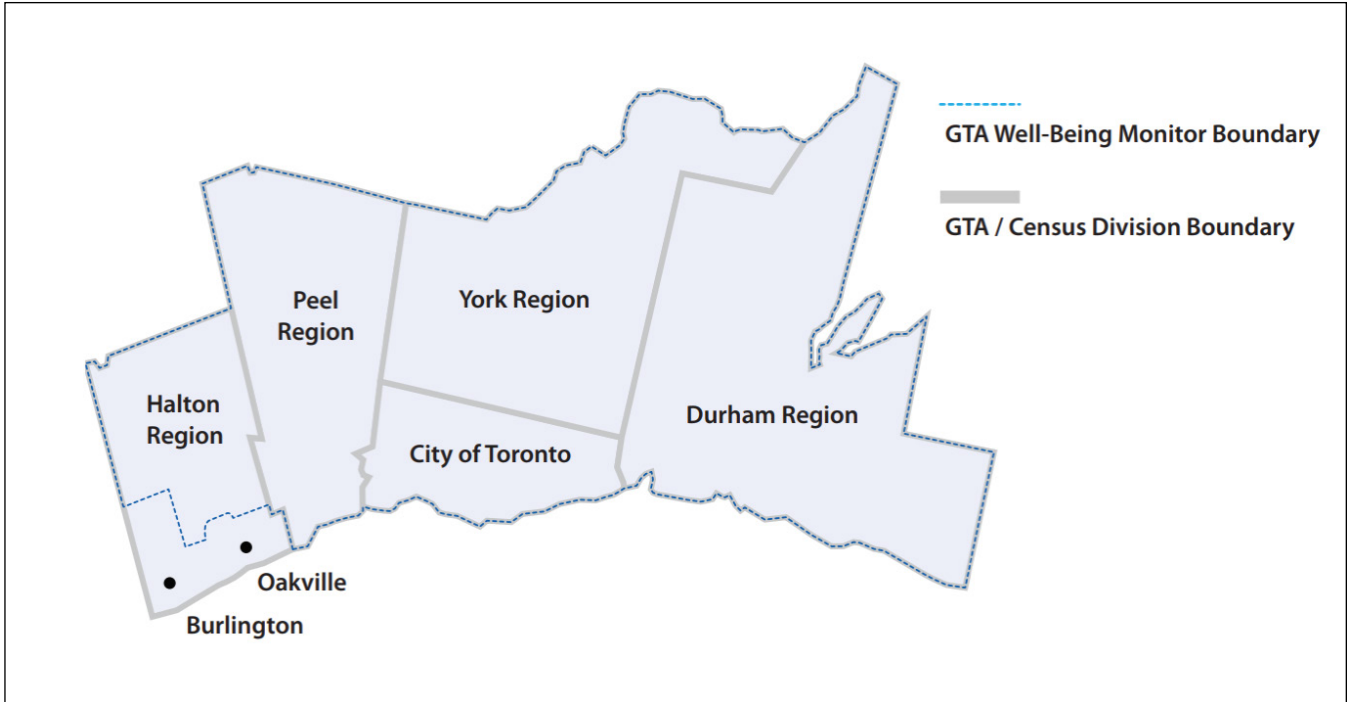 GTA Well-Being Monitor Boundary
GTA / Census Division Boundary
Peel
Region
York Region
Halton
Region
Durham Region
City of Toronto
Oakville
Burlington